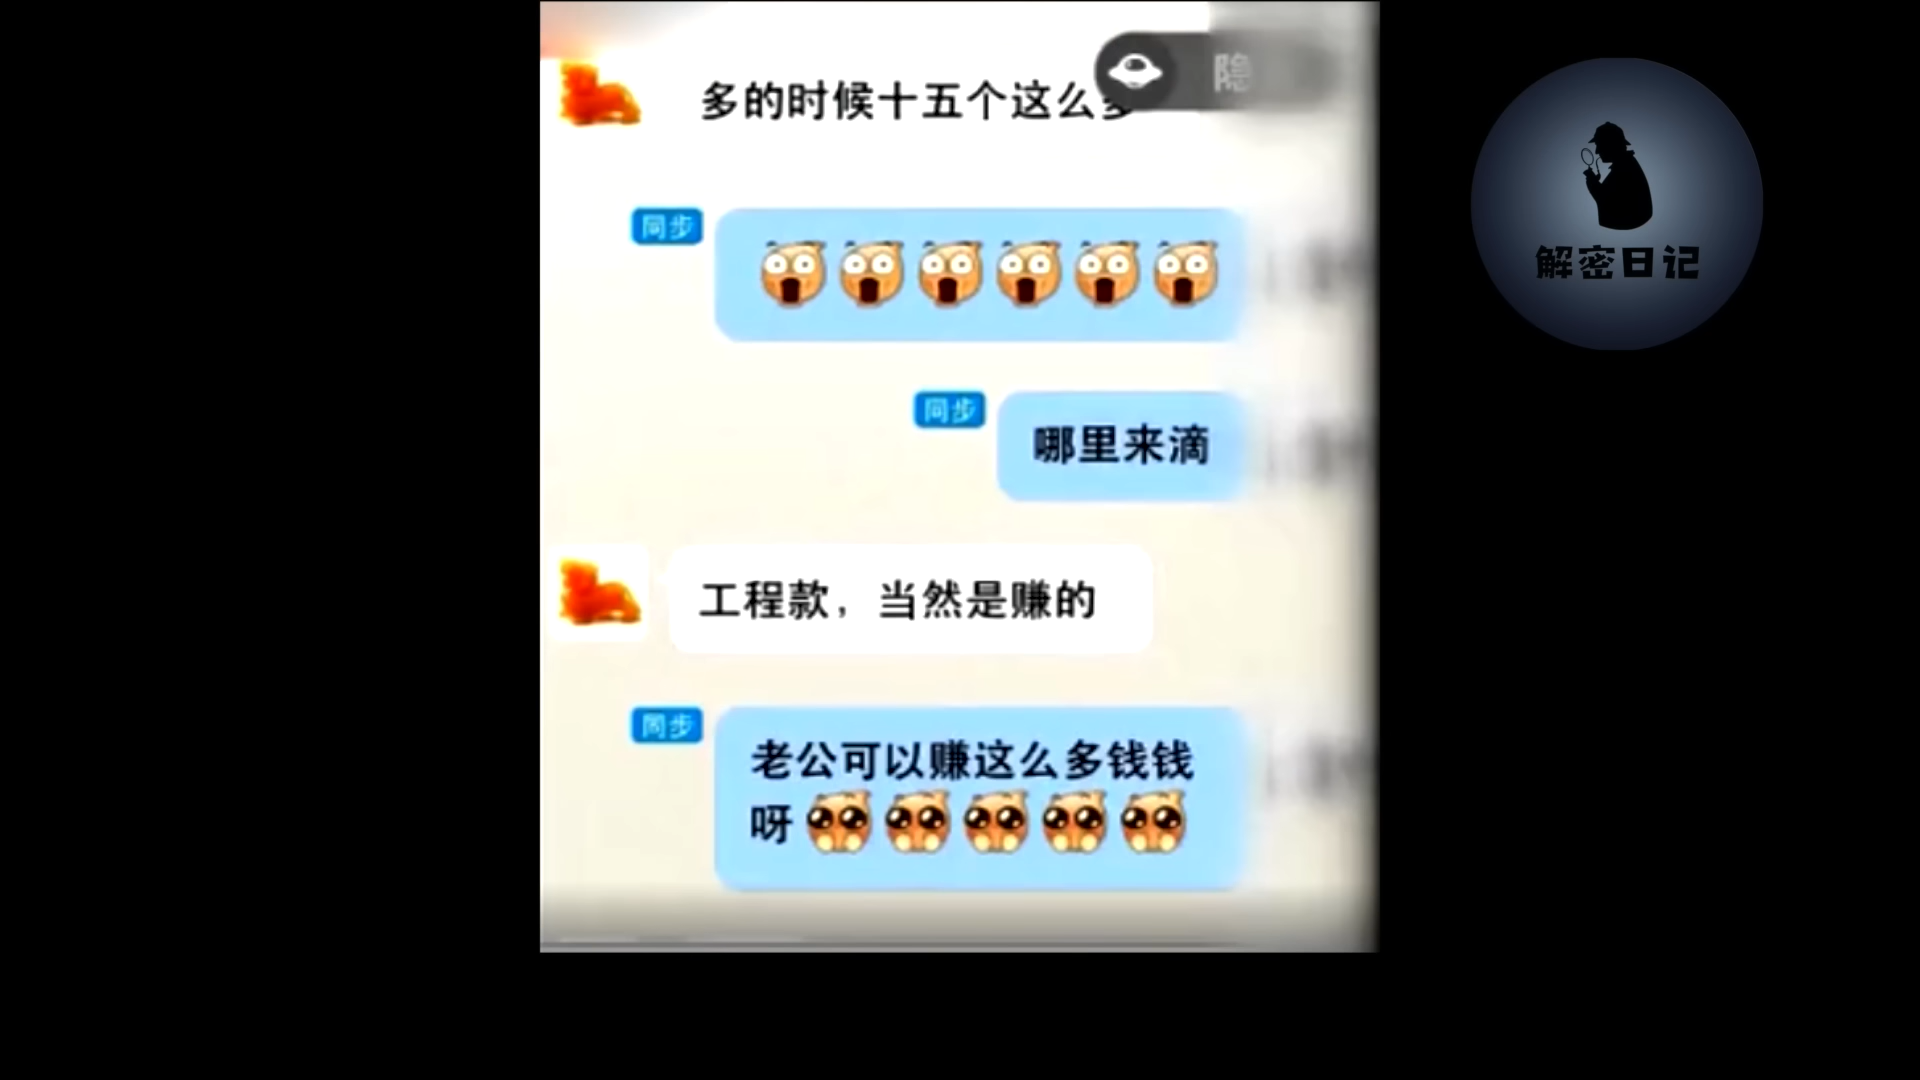 多的时候十五个这么多
隐
同步
同步
哪里来滴
工程款，当然是赚的
同步
老公可以赚这么多钱钱
呀
解密日记